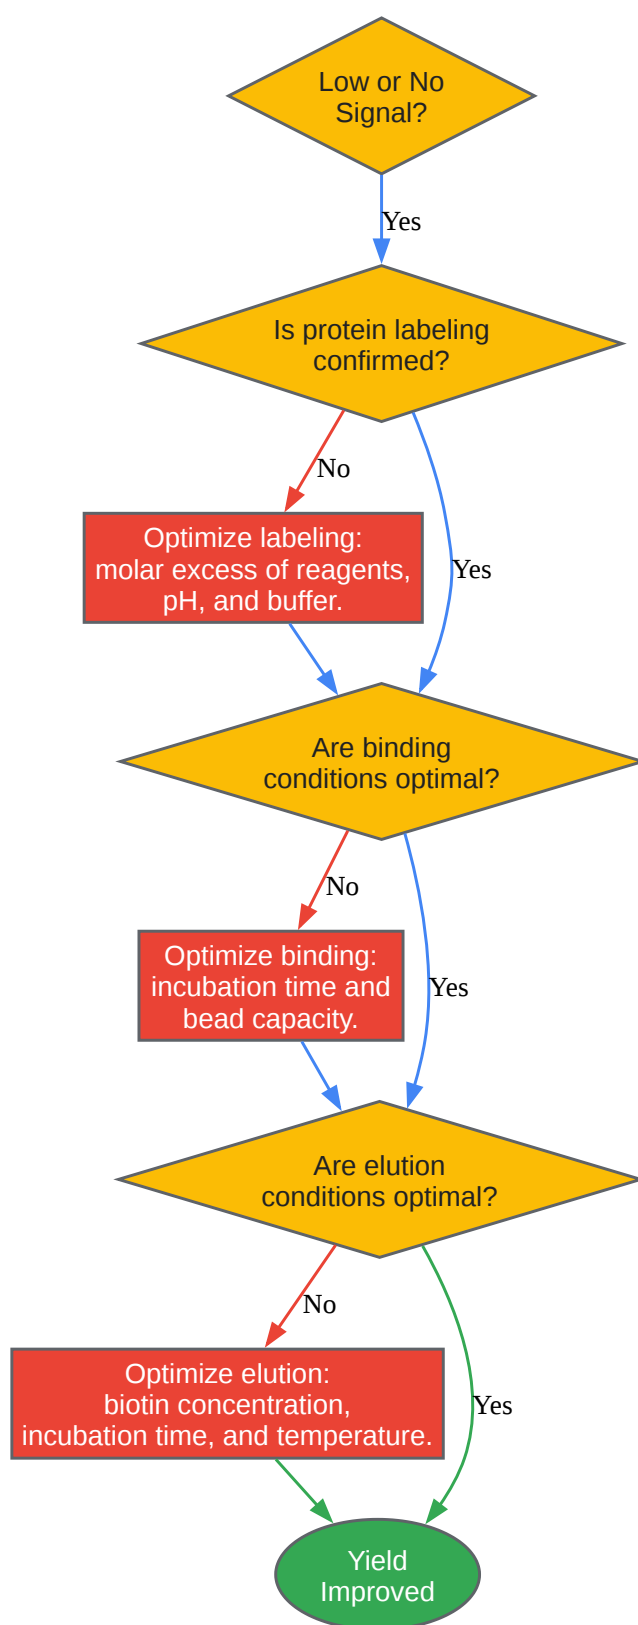 Low or No
Signal?
Yes
Is protein labeling
confirmed?
No
Optimize labeling:
molar excess of reagents,
pH, and buffer.
Yes
Are binding
conditions optimal?
No
Optimize binding:
incubation time and
bead capacity.
Yes
Are elution
conditions optimal?
No
Optimize elution:
biotin concentration,
incubation time, and temperature.
Yes
Yield
Improved